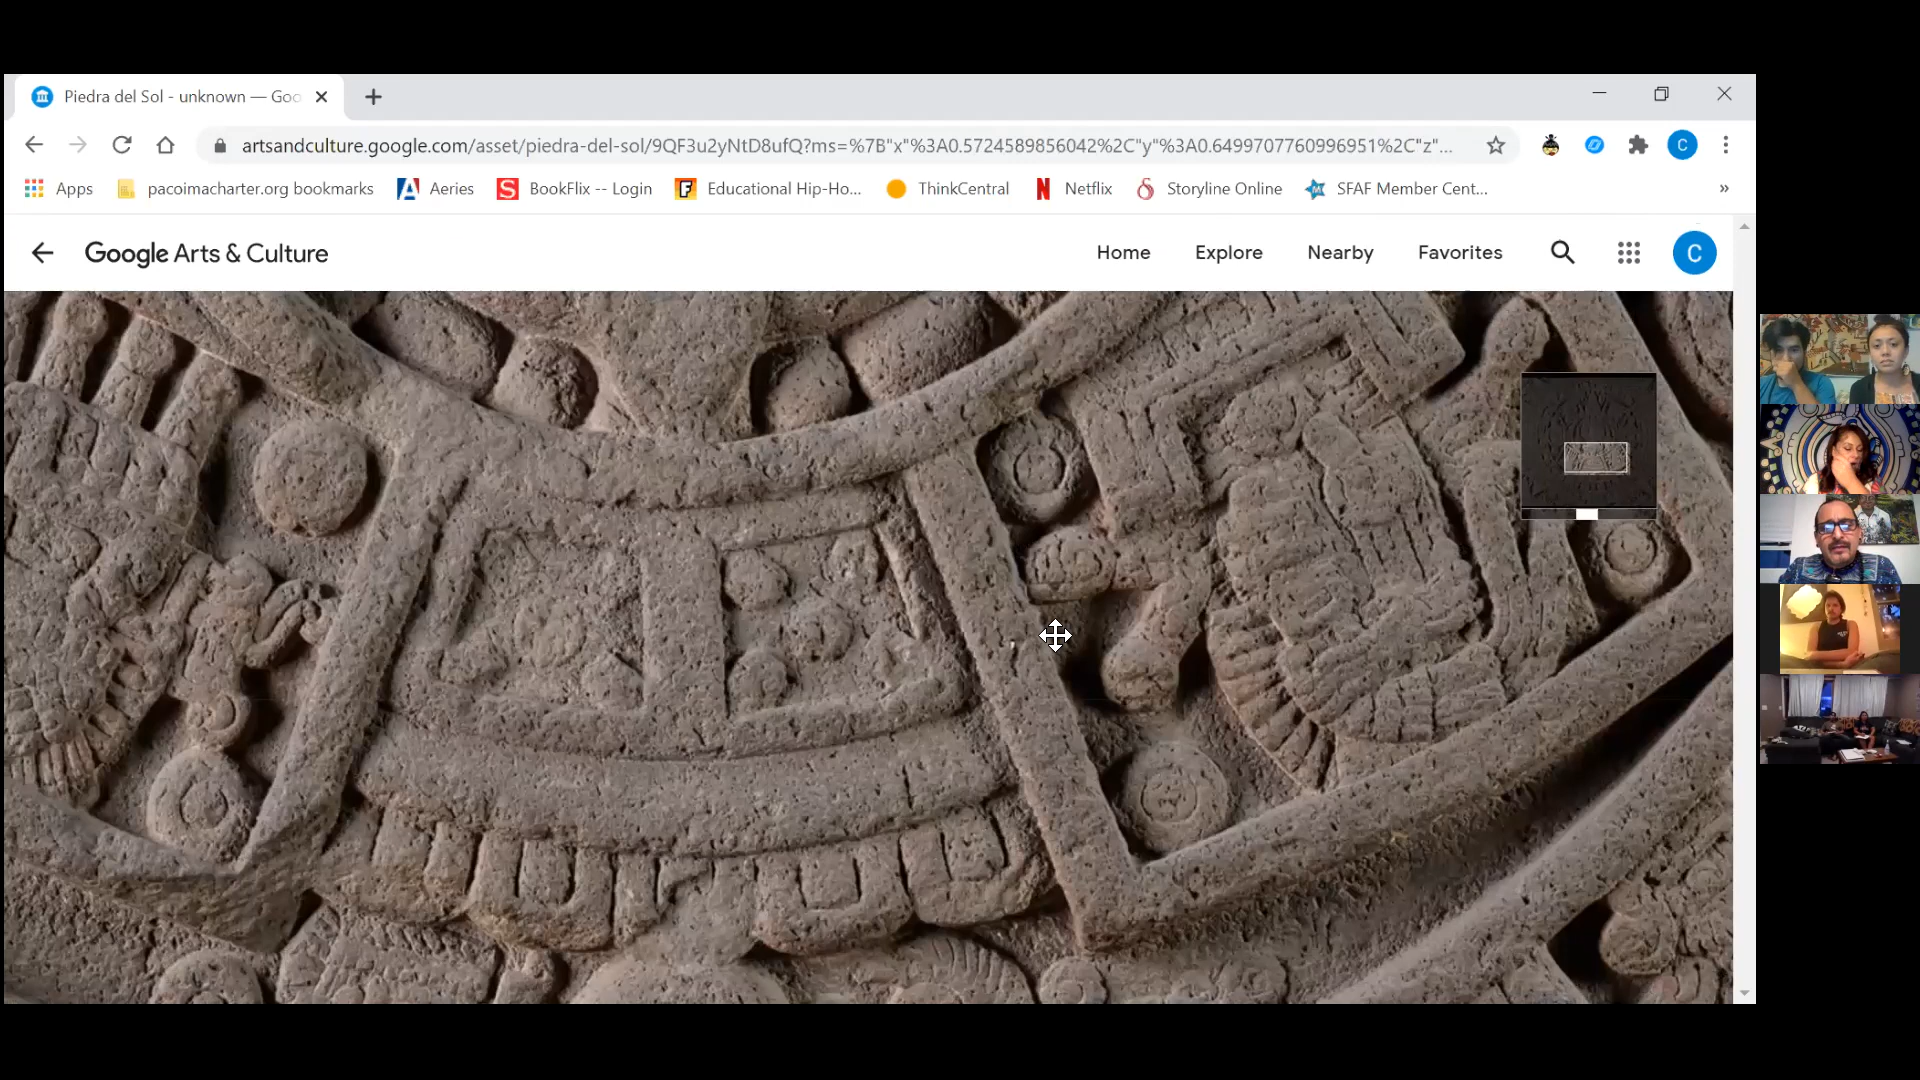 Piedra del Sol - unknown — Goo
artsandculture.google.com/asset/piedra-del-sol/9QF3u2yNtD8ufQ?ms=%7B"x"%3A0.5724589856042%2C"y"%3A0.6499707760996951%2C"z"...
Apps pacoimacharter.org bookmarks Aeries BookFlix -- Login Educational Hip-Ho... ThinkCentral Netflix Storyline Online SFAF Member Cent... »
Google Arts & Culture Home Explore Nearby Favorites C